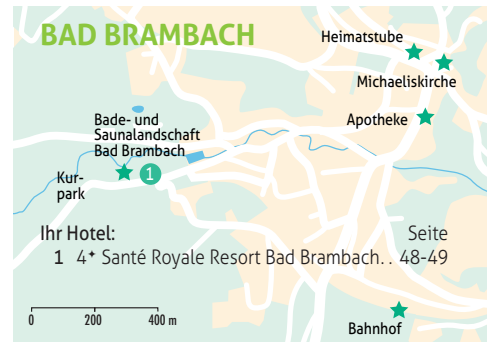 BAD BRAMBACH
Heimatstube
Michaeliskirche
Apotheke
Bade- und
Saunalandschaft
Bad Brambach
1
Kur-
park
Ihr Hotel: Seite
1 4✦ Santé Royale Resort Bad Brambach. . 48-49
0 200 400 m
Bahnhof